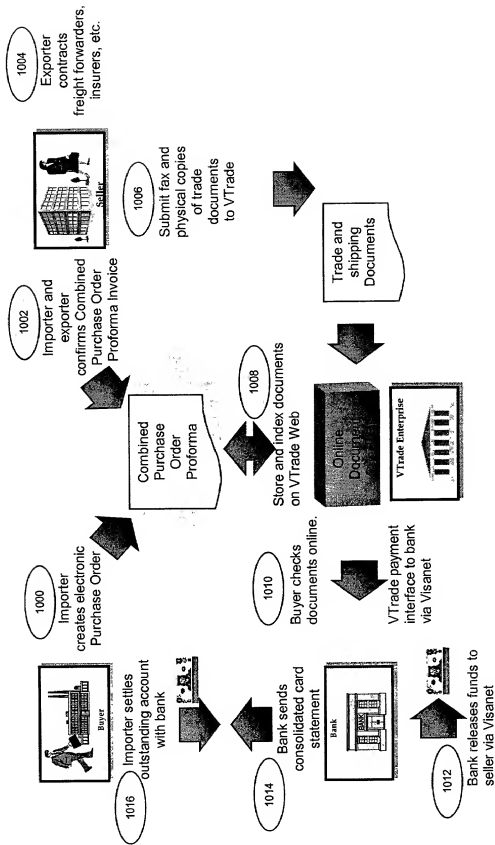 1000
Importer
creates electronic
Purchase Order
1002
Importer and
exporter
confirms Combined
Purchase Order
Proforma Invoice
1004
Exporter
contracts
freight forwarders,
insurers, etc.
Buyer
Seller
1006
Submit fax and
physical copies
of trade
documents
to VTrade
Combined
Purchase
Order
Proforma
1016
Importer settles
outstanding account
with bank
1008
Store and index documents
on VTrade Web
Trade and
shipping
Documents
1010
Buyer checks
documents online.
Online
Document
VTrade Enterprise
1014
Bank sends
consolidated card
statement
VTrade payment
interface to bank
via Visanet
Bank
BANK
1012
Bank releases funds to
seller via Visanet